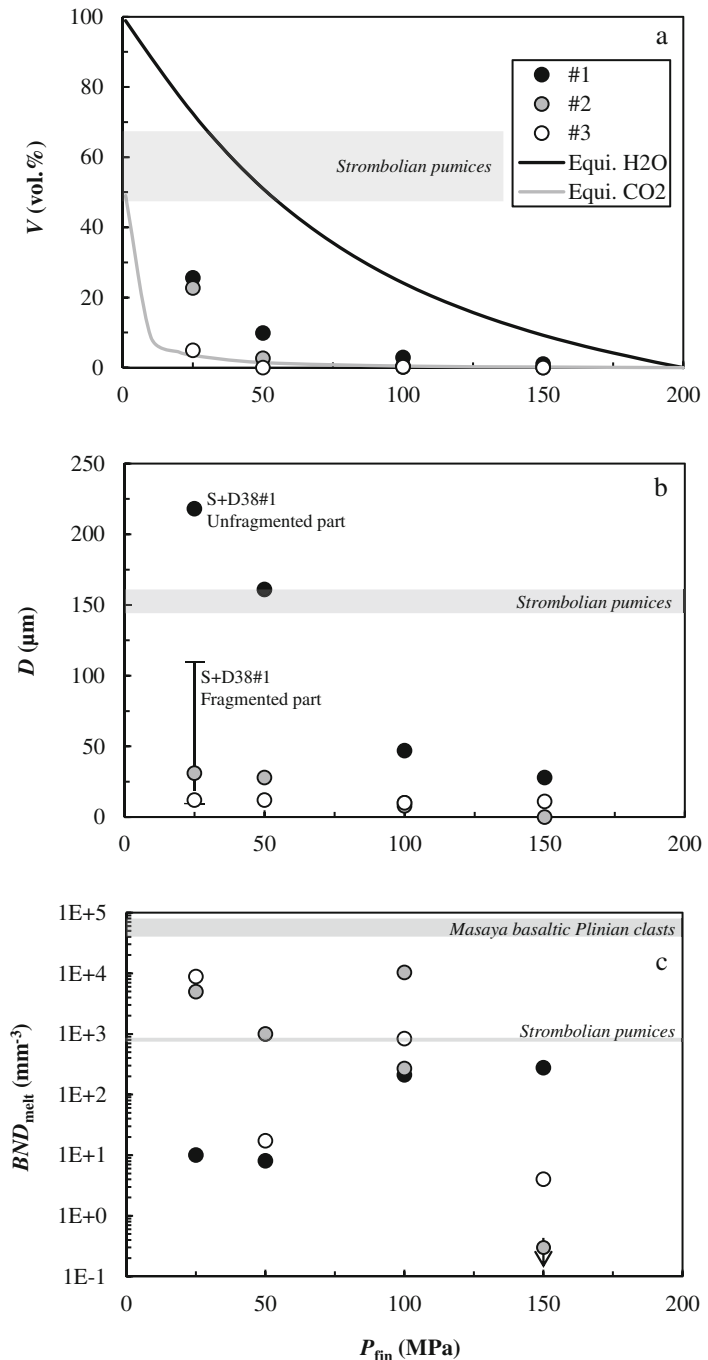 100
80
60
40
20
0
V (vol.%)
a
#1
#2
#3
Equi. H2O
Equi. CO2
Strombolian pumices
0
50
100
150
200
250
200
150
100
50
0
D (μm)
b
S+D38#1
Unfragmented part
Strombolian pumices
S+D38#1
Fragmented part
0
50
100
150
200
1E+5
1E+4
1E+3
1E+2
1E+1
1E+0
1E-1
BNDmelt (mm-3)
Masaya basaltic Plinian clasts
c
Strombolian pumices
0
50
100
150
200
Pfin (MPa)